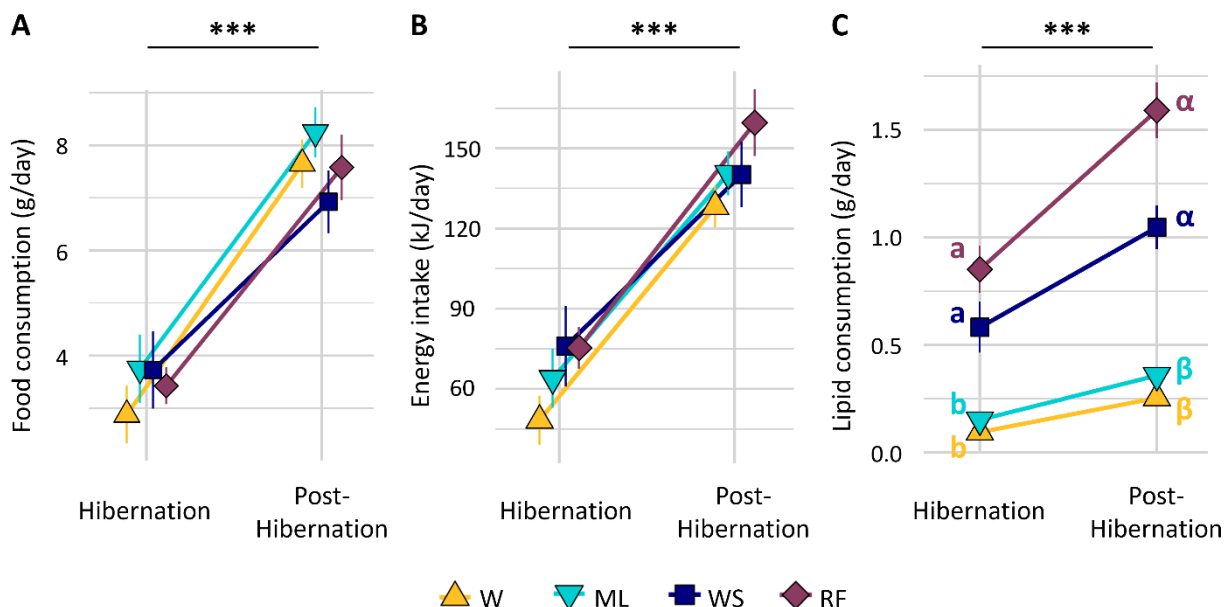 A
***
Food consumption (g/day)
8
6
4
Hibernation
Post-
Hibernation
B
***
Energy intake (kJ/day)
150
120
90
60
Hibernation
Post-
Hibernation
C
***
Lipid consumption (g/day)
1.5
1.0
0.5
0.0
a
a
b
b
α
α
β
β
Hibernation
Post-
Hibernation
W ML WS RF